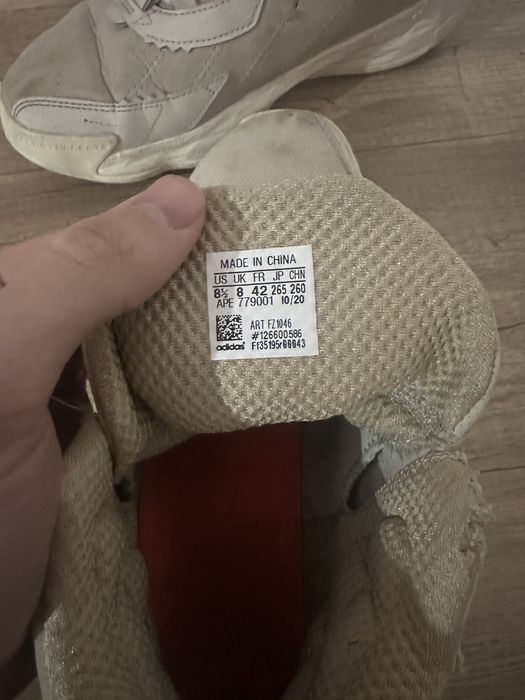 MADE IN CHINA
US UK FR JP CHN
8½ 8 42 265 260
APE 779001 10/20
ART FZ1046
#126600586
adidas